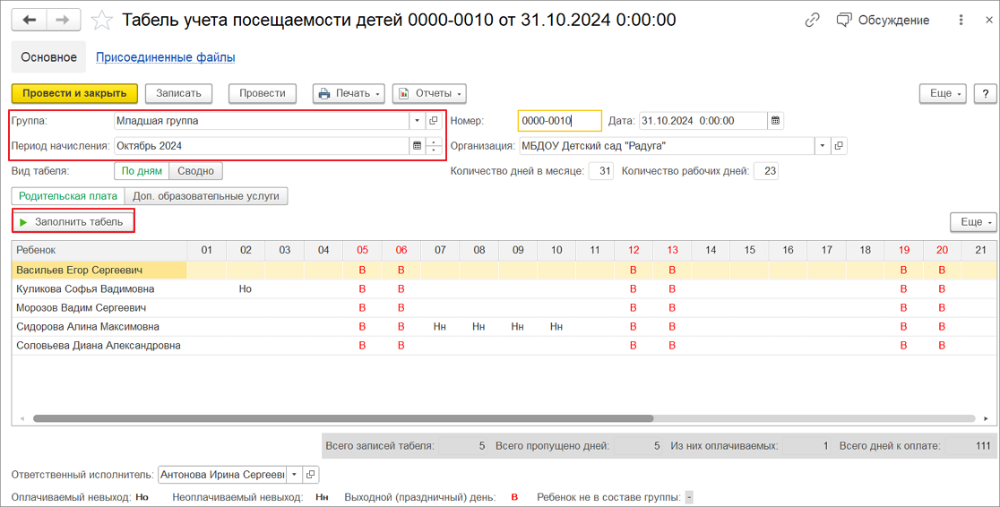 Табель учета посещаемости детей 0000-0010 от 31.10.2024 0:00:00 Обсуждение
Основное Присоединенные файлы
Провести и закрыть Записать Провести Печать Отчеты Еще ?
Группа: Младшая группа Номер: 0000-0010 Дата: 31.10.2024 0:00:00
Период начисления: Октябрь 2024 Организация: МБДОУ Детский сад "Радуга"
Вид табеля: По дням Сводно Количество дней в месяце: 31 Количество рабочих дней: 23
Родительская плата Доп. образовательные услуги
Заполнить табель Еще
Ребенок 01 02 03 04 05 06 07 08 09 10 11 12 13 14 15 16 17 18 19 20 21
Васильев Егор Сергеевич В В В В В В
Куликова Софья Вадимовна Но В В В В В В
Морозов Вадим Сергеевич В В В В В В
Сидорова Алина Максимовна В В Нн Нн Нн Нн В В В В
Соловьева Диана Александровна В В В В В В
Всего записей табеля: 5 Всего пропущено дней: 5 Из них оплачиваемых: 1 Всего дней к оплате: 111
Ответственный исполнитель: Антонова Ирина Сергеевн
Оплачиваемый невыход: Но Неоплачиваемый невыход: Нн Выходной (праздничный) день: В Ребенок не в составе группы: -